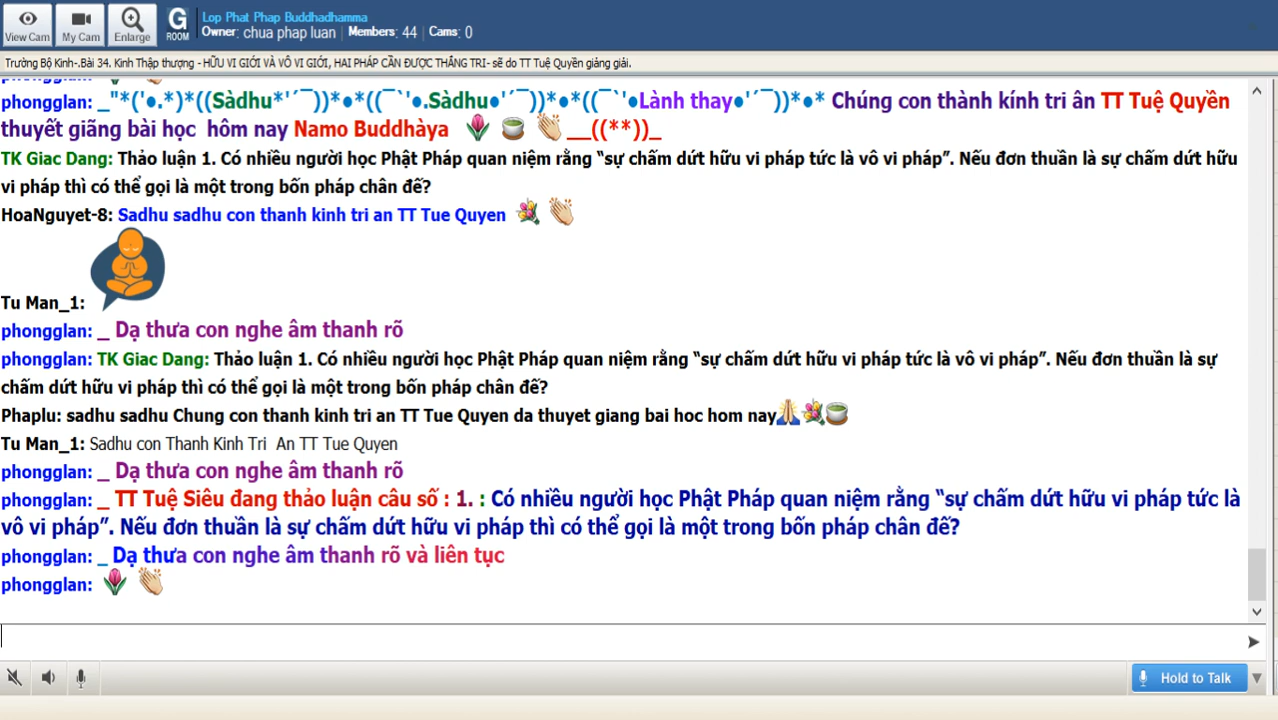 Lop Phat Phap Buddhadhamma
View Cam My Cam Enlarge G ROOM Owner: chua phap luan | Members: 44 | Cams: 0
Trường Bộ Kinh-.Bài 34. Kinh Thập thượng - HỮU VI GIỚI VÀ VÔ VI GIỚI, HAI PHÁP CẦN ĐƯỢC THẮNG TRI- sẽ do TT Tuệ Quyền giảng giải.
phongglan:
phongglan: _"*('●.*)*((Sàdhu*'´¯))*●*((¯`'●.Sàdhu●'´¯))*●*((¯`'●Lành thay●'´¯))*●* Chúng con thành kính tri ân TT Tuệ Quyền
thuyết giãng bài học hôm nay Namo Buddhàya __((**))_
TK Giac Dang: Thảo luận 1. Có nhiều người học Phật Pháp quan niệm rằng “sự chấm dứt hữu vi pháp tức là vô vi pháp”. Nếu đơn thuần là sự chấm dứt hữu
vi pháp thì có thể gọi là một trong bốn pháp chân đế?
HoaNguyet-8: Sadhu sadhu con thanh kinh tri an TT Tue Quyen
Tu Man_1:
phongglan: _ Dạ thưa con nghe âm thanh rõ
phongglan: TK Giac Dang: Thảo luận 1. Có nhiều người học Phật Pháp quan niệm rằng “sự chấm dứt hữu vi pháp tức là vô vi pháp”. Nếu đơn thuần là sự
chấm dứt hữu vi pháp thì có thể gọi là một trong bốn pháp chân đế?
Phaplu: sadhu sadhu Chung con thanh kinh tri an TT Tue Quyen da thuyet giang bai hoc hom nay
Tu Man_1: Sadhu con Thanh Kinh Tri An TT Tue Quyen
phongglan: _ Dạ thưa con nghe âm thanh rõ
phongglan: _ TT Tuệ Siêu đang thảo luận câu số : 1. : Có nhiều người học Phật Pháp quan niệm rằng “sự chấm dứt hữu vi pháp tức là
vô vi pháp”. Nếu đơn thuần là sự chấm dứt hữu vi pháp thì có thể gọi là một trong bốn pháp chân đế?
phongglan: _ Dạ thưa con nghe âm thanh rõ và liên tục
phongglan:
Hold to Talk